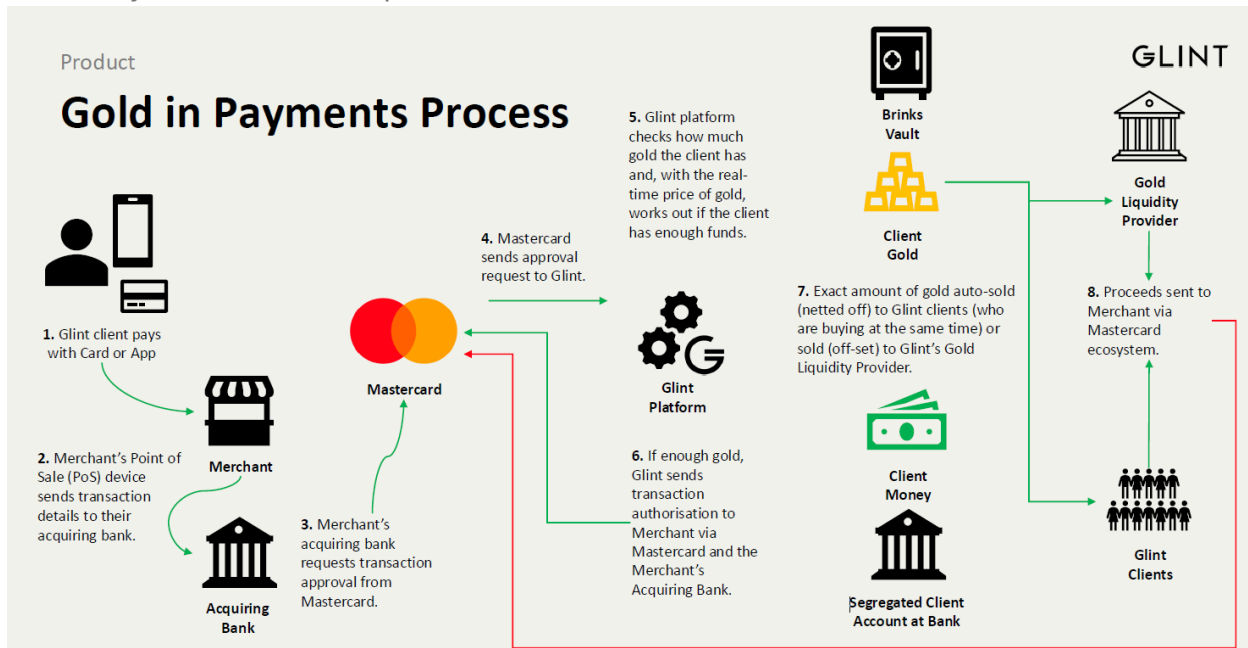 Product
Gold in Payments Process
GLINT
1. Glint client pays
with Card or App
Merchant
2. Merchant's Point of
Sale (PoS) device
sends transaction
details to their
acquiring bank.
Acquiring
Bank
3. Merchant's
acquiring bank
requests transaction
approval from
Mastercard.
Mastercard
4. Mastercard
sends approval
request to Glint.
5. Glint platform
checks how much
gold the client has
and, with the real-
time price of gold,
works out if the client
has enough funds.
Glint
Platform
6. If enough gold,
Glint sends
transaction
authorisation to
Merchant via
Mastercard and the
Merchant's
Acquiring Bank.
Brinks
Vault
Client
Gold
7. Exact amount of gold auto-sold
(netted off) to Glint clients (who
are buying at the same time) or
sold (off-set) to Glint's Gold
Liquidity Provider.
Client
Money
Segregated Client
Account at Bank
Gold
Liquidity
Provider
8. Proceeds sent to
Merchant via
Mastercard
ecosystem.
Glint
Clients